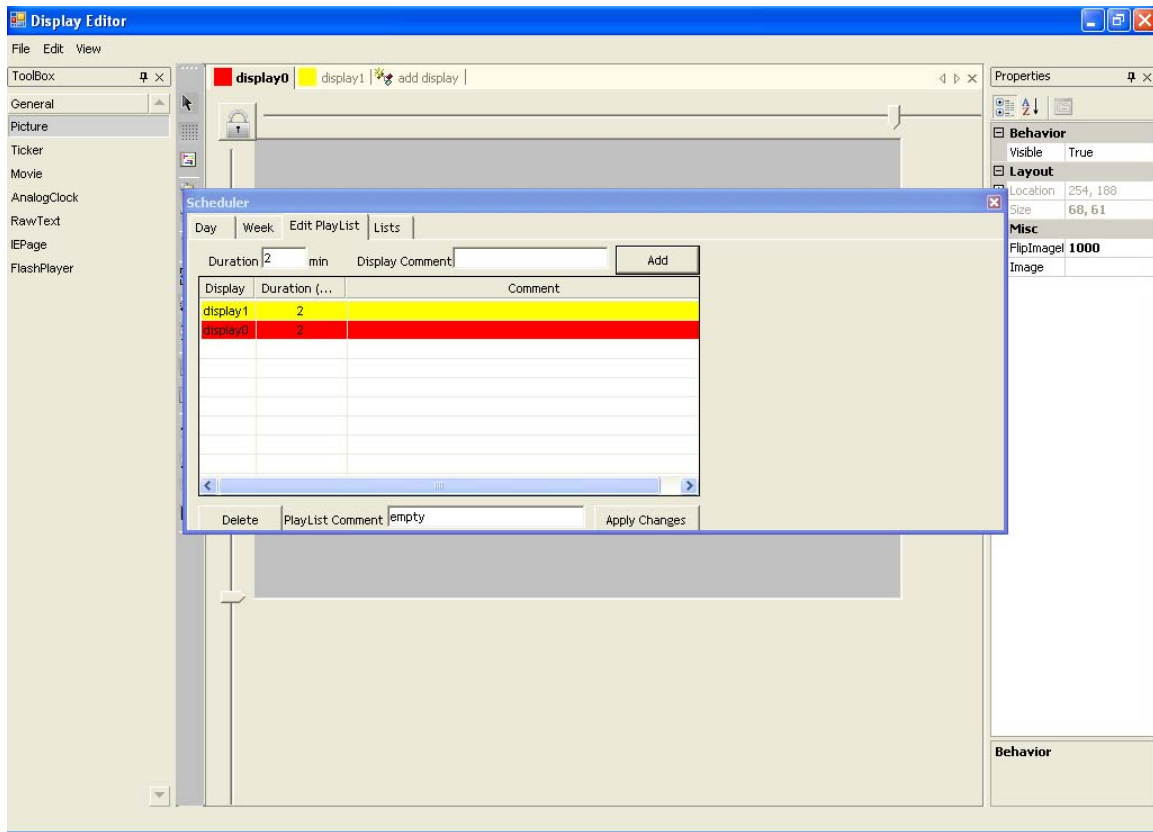 Display Editor
File Edit View
ToolBox
General
Picture
Ticker
Movie
AnalogClock
RawText
IEPage
FlashPlayer
display0 display1 add display
Scheduler
Day Week Edit PlayList Lists
Duration 2 min Display Comment Add
Display Duration (... Comment
display1 2
display0 2
Delete PlayList Comment empty Apply Changes
Properties
Behavior
Visible True
Layout
Location 254, 188
Size 68, 61
Misc
FlipImageI 1000
Image
Behavior